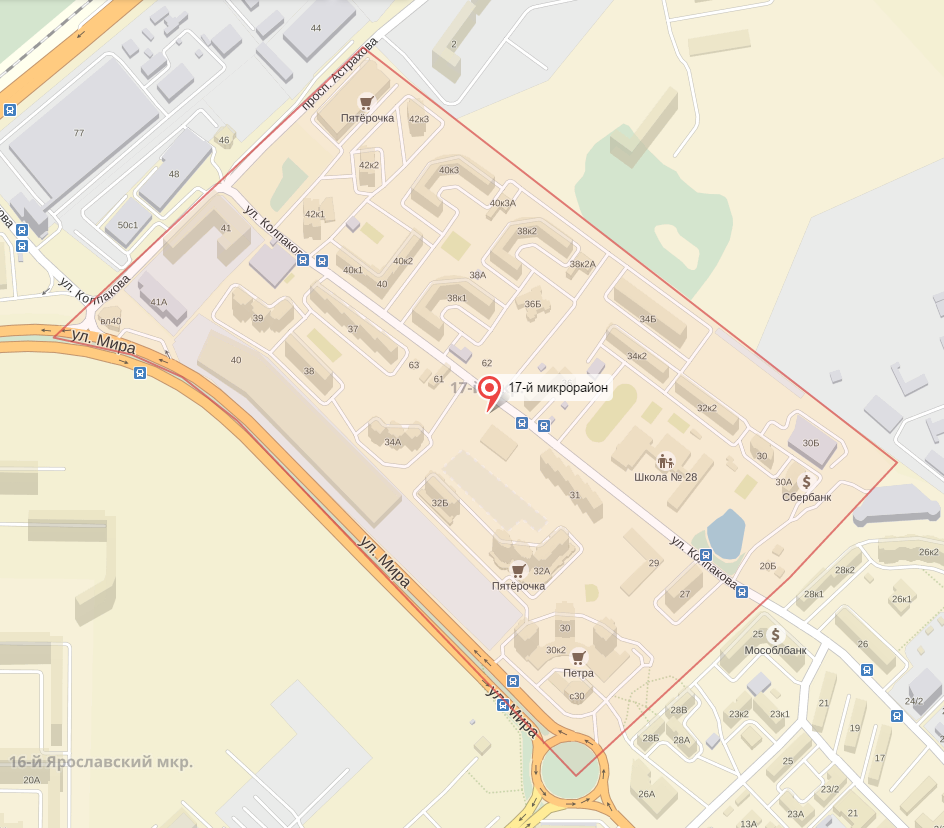 44
2
просп. Астрахова
77
Пятёрочка
42к3
46
48
42к2
40к3
40к3А
50с1
42к1
41
ул. Колпакова
38к2
40к2
40к1
38А
38к2А
40
ул. Колпакова
41А
38к1
36Б
вл40
39
37
34Б
ул. Мира
40
38
63
61
62
34к2
17-й микрорайон
32к2
34А
30Б
30
Школа № 28
30А
Сбербанк
31
32Б
ул. Мира
ул. Колпакова
26к2
32А
29
20Б
28к2
Пятёрочка
27
28к1
26к1
30
25
26
30к2
Мособлбанк
Петра
с30
24/2
ул. Мира
28В
23к2
23к1
21
28Б
28А
19
16-й Ярославский мкр.
20А
25
17
26А
23/2
23А
21
13А